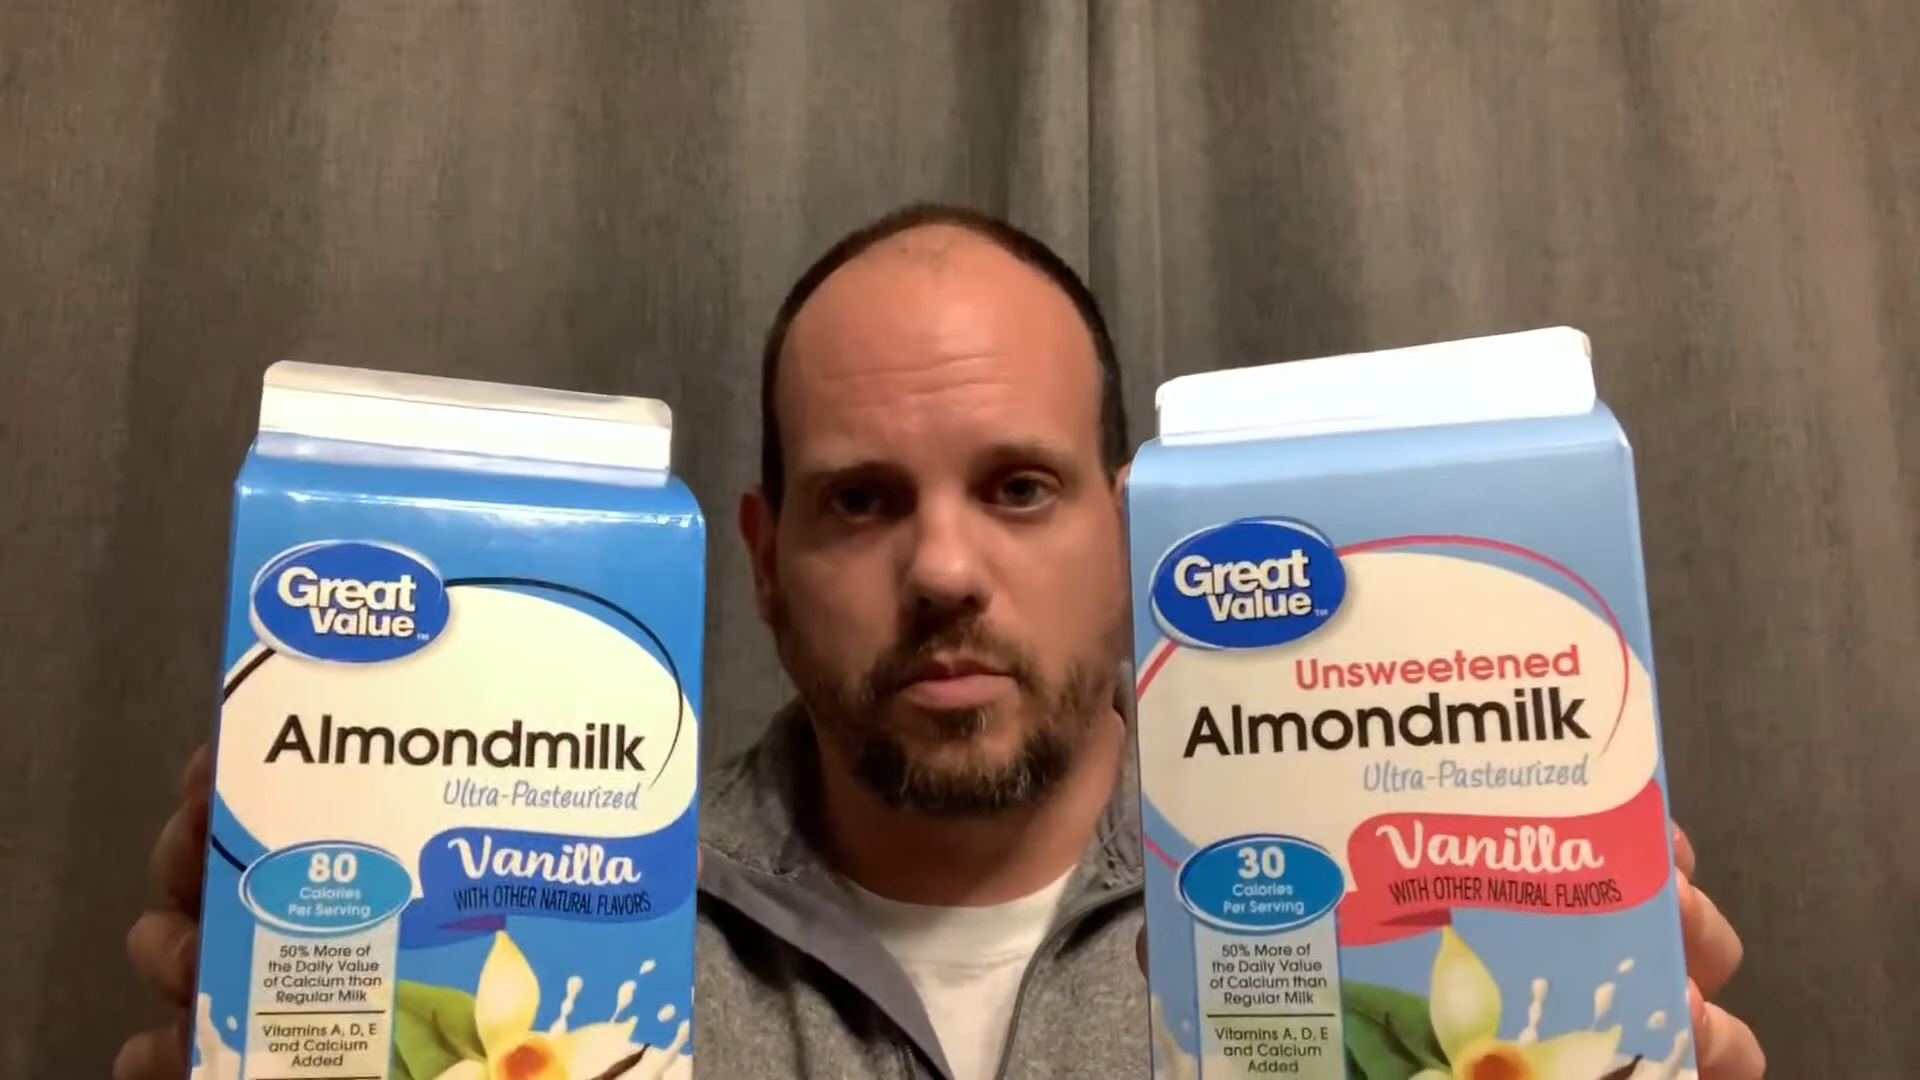 Great
Value™
Almondmilk
Ultra-Pasteurized
Vanilla
WITH OTHER NATURAL FLAVORS
80
Calories
Per Serving
50% More of
the Daily Value
of Calcium than
Regular Milk
Vitamins A, D, E
and Calcium
Added
Great
Value™
Unsweetened
Almondmilk
Ultra-Pasteurized
Vanilla
WITH OTHER NATURAL FLAVORS
30
Calories
Per Serving
50% More of
the Daily Value
of Calcium than
Regular Milk
Vitamins A, D, E
and Calcium
Added